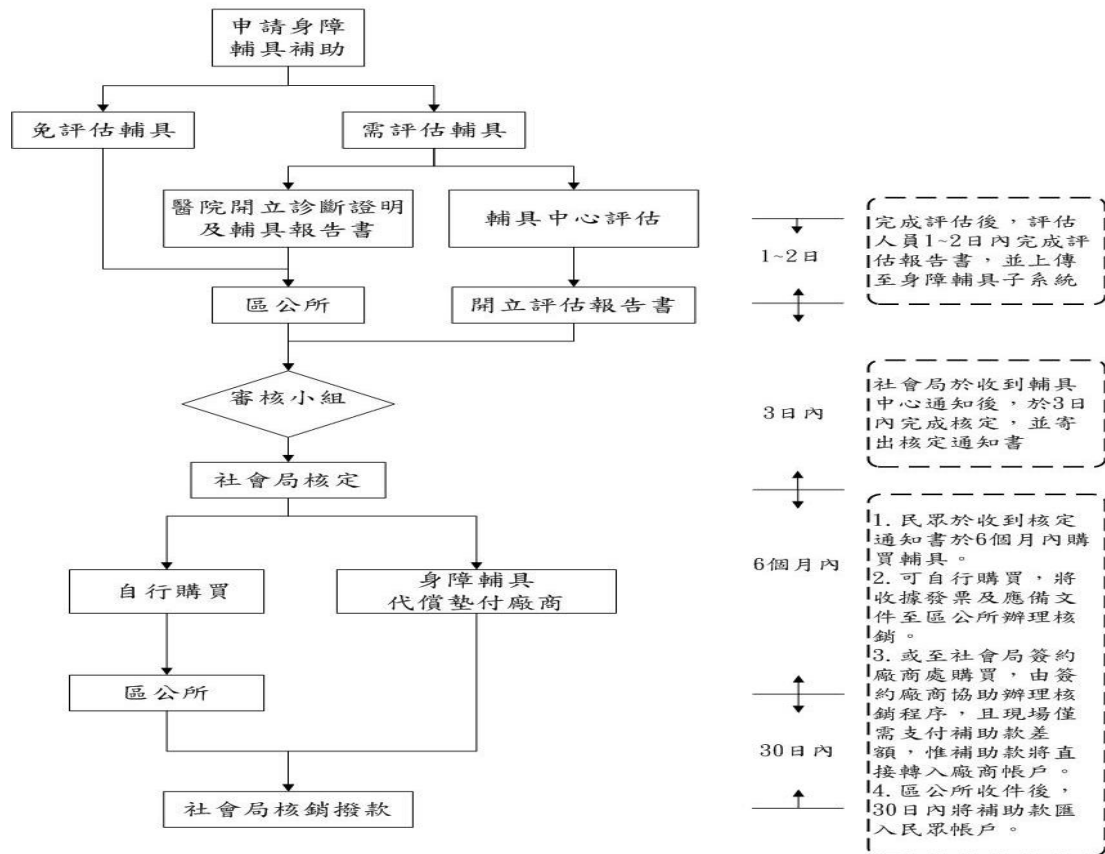 申請身障
輔具補助
免評估輔具
需評估輔具
醫院開立診斷證明
及輔具報告書
輔具中心評估
區公所
開立評估報告書
審核小組
社會局核定
自行購買
身障輔具
代償墊付廠商
區公所
社會局核銷撥款
1~2日
3日內
6個月內
30日內
完成評估後，評估
人員1~2日內完成評
估報告書，並上傳
至身障輔具子系統
社會局於收到輔具
中心通知後，於3日
內完成核定，並寄
出核定通知書
1. 民眾於收到核定
通知書於6個月內購
買輔具。
2. 可自行購買，將
收據發票及應備文
件至區公所辦理核
銷。
3. 或至社會局簽約
廠商處購買，由簽
約廠商協助辦理核
銷程序，且現場僅
需支付補助款差
額，惟補助款將直
接轉入廠商帳戶。
4. 區公所收件後，
30日內將補助款匯
入民眾帳戶。